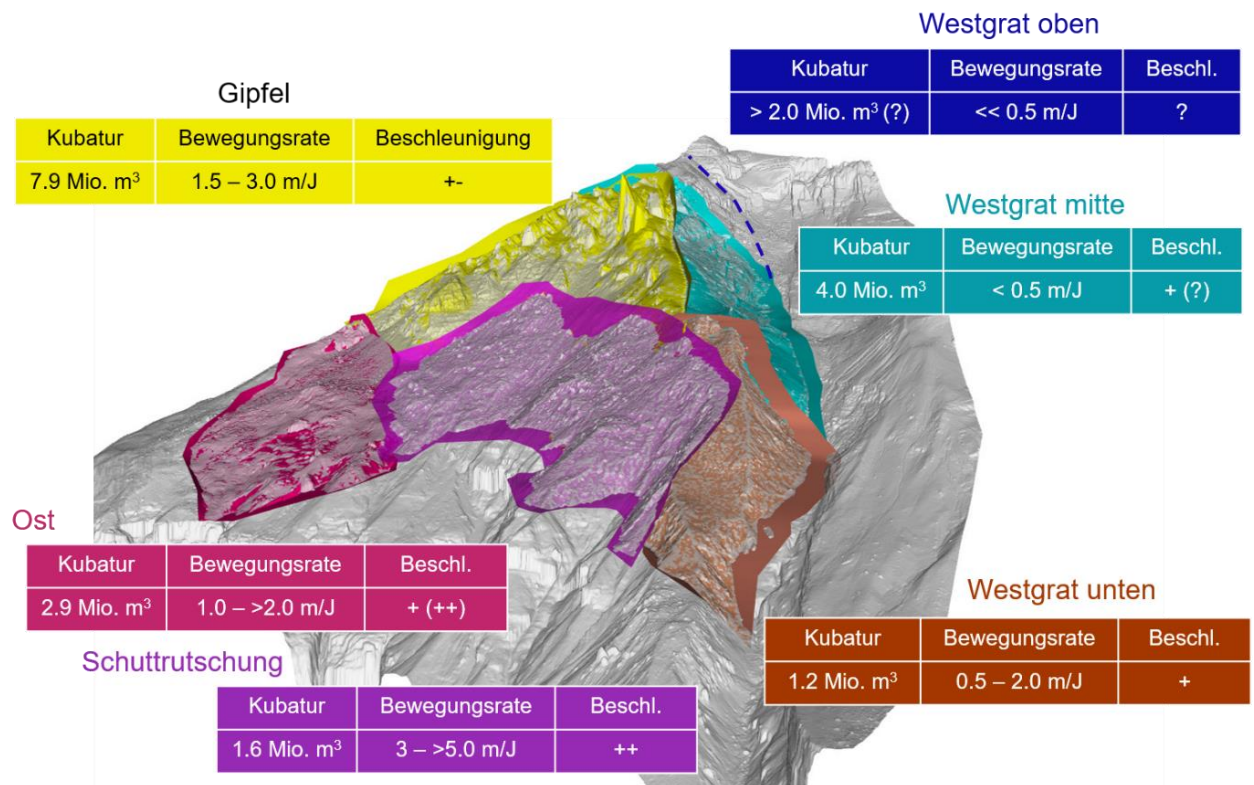 Westgrat oben
Kubatur Bewegungsrate Beschl.
> 2.0 Mio. m³ (?) << 0.5 m/J ?
Gipfel
Kubatur Bewegungsrate Beschleunigung
7.9 Mio. m³ 1.5 – 3.0 m/J +-
Westgrat mitte
Kubatur Bewegungsrate Beschl.
4.0 Mio. m³ < 0.5 m/J + (?)
Ost
Kubatur Bewegungsrate Beschl.
2.9 Mio. m³ 1.0 – >2.0 m/J + (++)
Westgrat unten
Kubatur Bewegungsrate Beschl.
1.2 Mio. m³ 0.5 – 2.0 m/J +
Schuttrutschung
Kubatur Bewegungsrate Beschl.
1.6 Mio. m³ 3 – >5.0 m/J ++